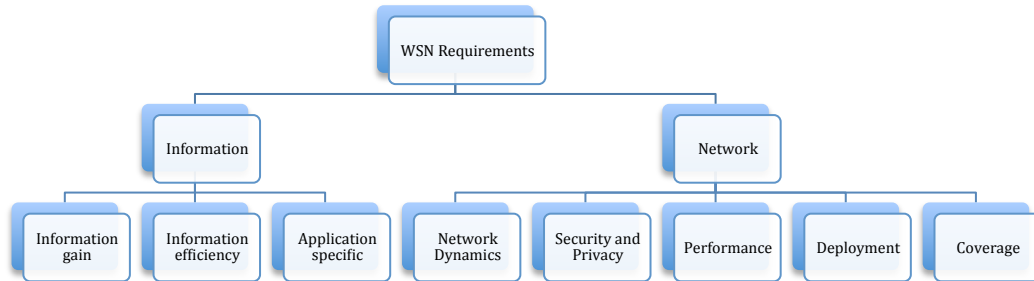 WSN Requirements
Information
Network
Information
gain
Information
efficiency
Application
specific
Network
Dynamics
Security and
Privacy
Performance
Deployment
Coverage